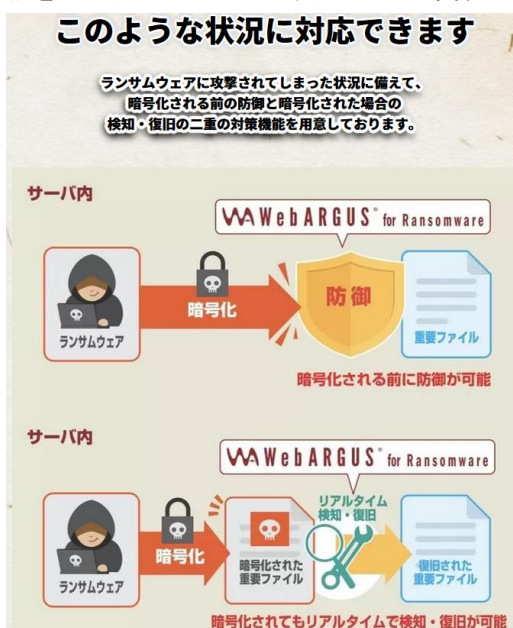 このような状況に対応できます
ランサムウェアに攻撃されてしまった状況に備えて、
暗号化される前の防御と暗号化された場合の
検知・復旧の二重の対策機能を用意しております。
サーバ内
WebARGUS® for Ransomware
ランサムウェア
暗号化
防御
重要ファイル
暗号化される前に防御が可能
サーバ内
WebARGUS® for Ransomware
ランサムウェア
暗号化
暗号化された
重要ファイル
リアルタイム
検知・復旧
復旧された
重要ファイル
暗号化されてもリアルタイムで検知・復旧が可能